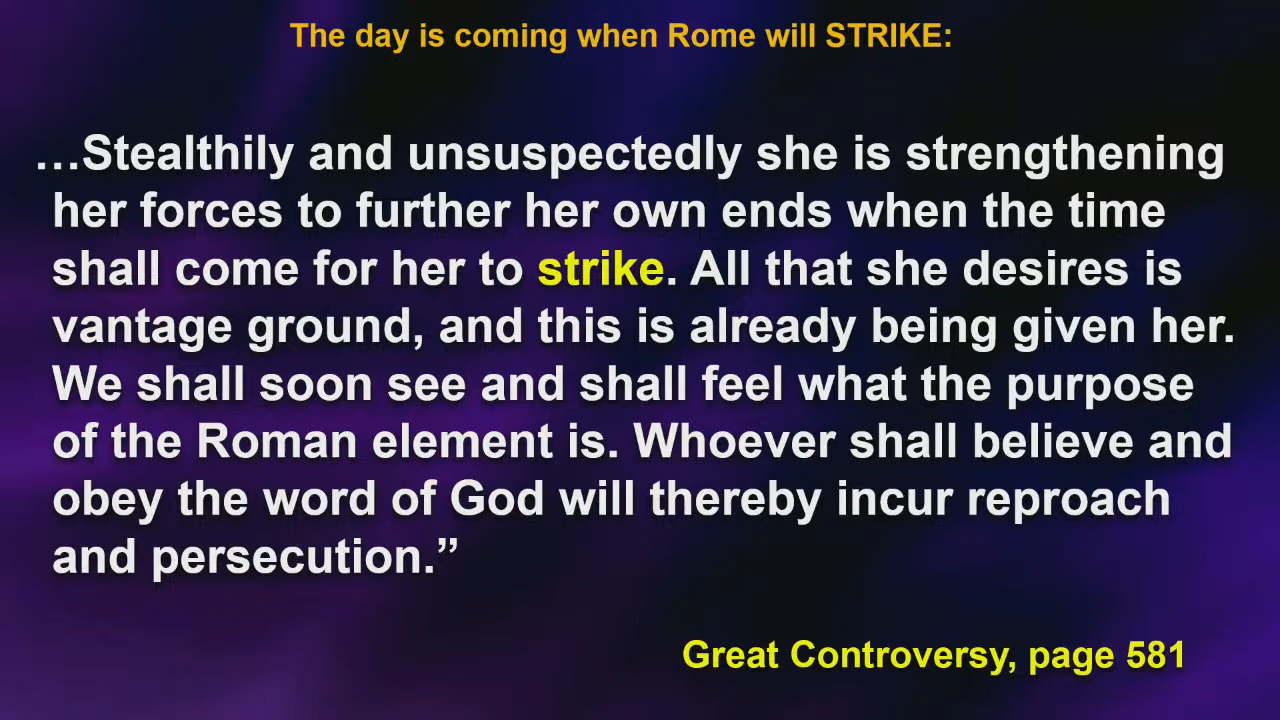 The day is coming when Rome will STRIKE:
…Stealthily and unsuspectedly she is strengthening
her forces to further her own ends when the time
shall come for her to strike. All that she desires is
vantage ground, and this is already being given her.
We shall soon see and shall feel what the purpose
of the Roman element is. Whoever shall believe and
obey the word of God will thereby incur reproach
and persecution.”
Great Controversy, page 581